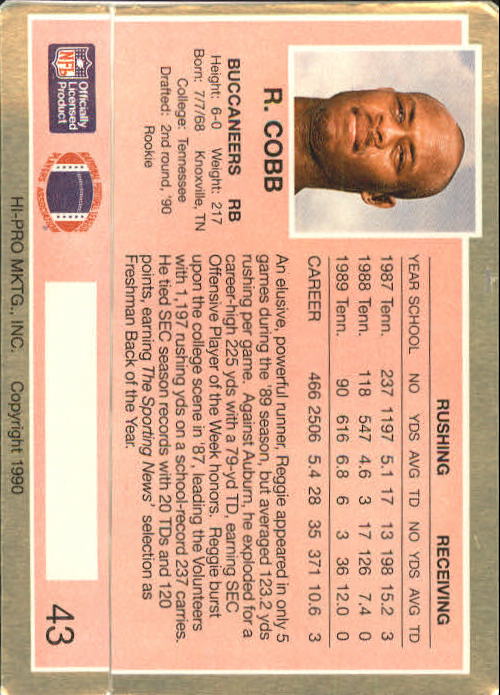 R. COBB
BUCCANEERS RB
Height: 6-0 Weight: 217
Born: 7/7/68 Knoxville, TN
College: Tennessee
Drafted: 2nd round, '90
Rookie
RUSHING RECEIVING
YEAR SCHOOL NO YDS AVG TD NO YDS AVG TD
1987 Tenn. 237 1197 5.1 17 13 198 15.2 3
1988 Tenn. 118 547 4.6 3 17 126 7.4 0
1989 Tenn. 90 616 6.8 6 3 36 12.0 0
CAREER 466 2506 5.4 28 35 371 10.6 3
An elusive, powerful runner, Reggie appeared in only 5
games during the '89 season, but averaged 123.2 yds
rushing per game. Against Auburn, he exploded for a
career-high 225 yds with a 79-yd TD, earning SEC
Offensive Player of the Week honors. Reggie burst
upon the college scene in '87, leading the Volunteers
with 1,197 rushing yds on a school-record 237 carries.
He tied SEC season records with 20 TDs and 120
points, earning The Sporting News' selection as
Freshman Back of the Year.
NFL
Officially
Licensed
Product
HI-PRO MKTG., INC. Copyright 1990
43